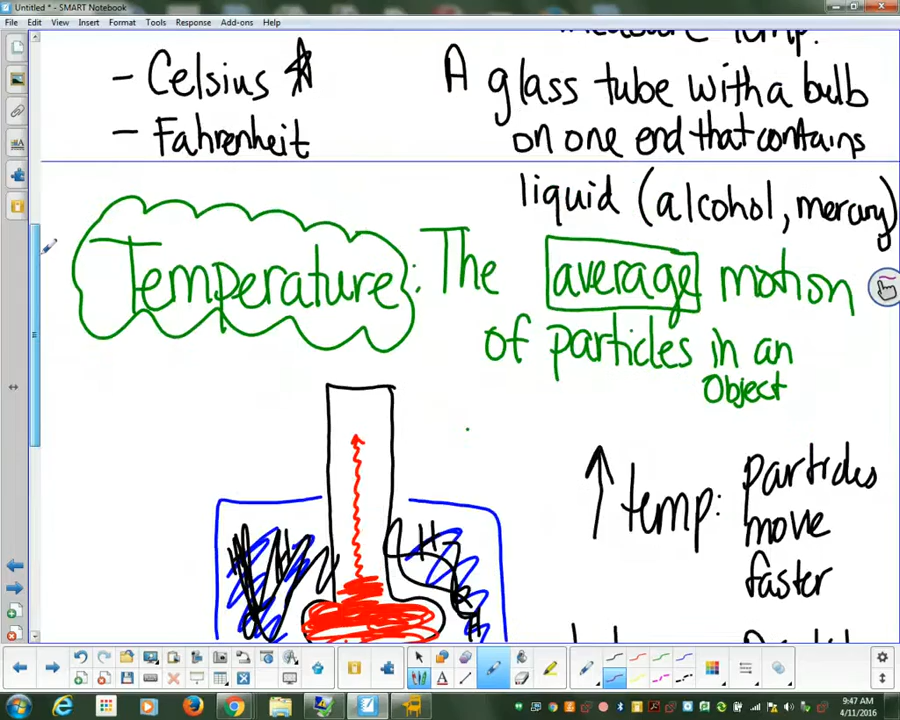 Untitled * - SMART Notebook
File Edit View Insert Format Tools Response Add-ons Help
measure temp.
- Celsius
- Fahrenheit
A glass tube with a bulb
on one end that contains
liquid (alcohol, mercury)
Temperature: The average motion
of particles in an
Object
↑ temp: particles
move
faster
9:47 AM
4/11/2016